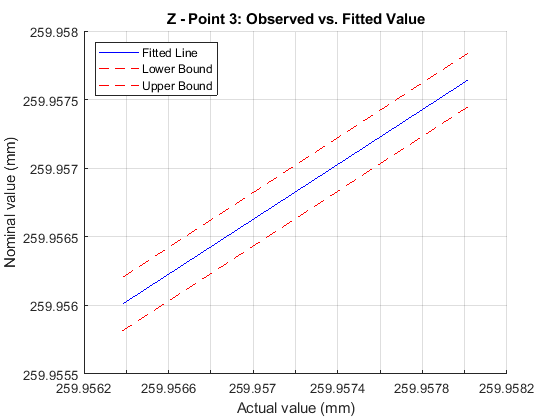 Z - Point 3: Observed vs. Fitted Value
259.958
259.9575
259.957
259.9565
259.956
259.9555
Fitted Line
Lower Bound
Upper Bound
Nominal value (mm)
259.9562
259.9566
259.957
259.9574
259.9578
259.9582
Actual value (mm)